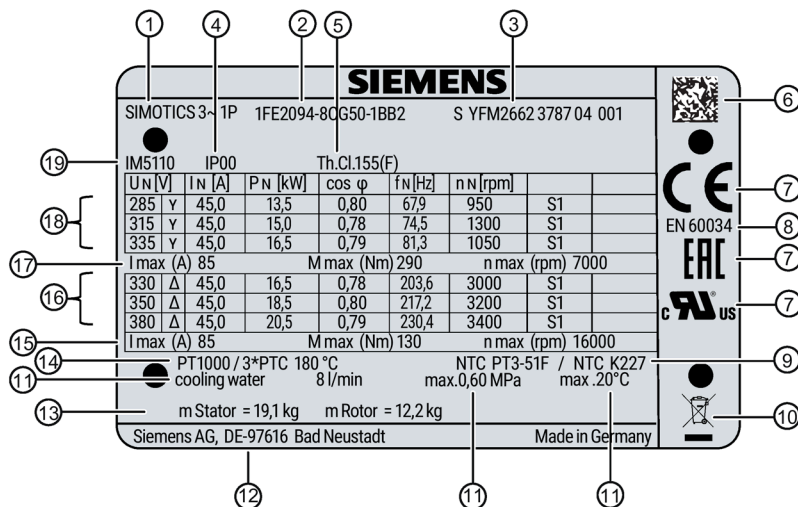 1 4 2 5 3
SIEMENS
SIMOTICS 3~ 1P 1FE2094-8QG50-1BB2 S YFM2662 3787 04 001
6
19 IM5110 IP00 Th.Cl.155(F)
UN[V] IN [A] PN [kW] cos φ fN[Hz] nN[rpm]
285 Y 45,0 13,5 0,80 67,9 950 S1
18 315 Y 45,0 15,0 0,78 74,5 1300 S1
335 Y 45,0 16,5 0,79 81,3 1050 S1
17 I max (A) 85 M max (Nm) 290 n max (rpm) 7000
330 Δ 45,0 16,5 0,78 203,6 3000 S1
16 350 Δ 45,0 18,5 0,80 217,2 3200 S1
380 Δ 45,0 20,5 0,79 230,4 3400 S1
15 I max (A) 85 M max (Nm) 130 n max (rpm) 16000
14 PT1000 / 3*PTC 180 °C NTC PT3-51F / NTC K227 9
11 cooling water 8 l/min max.0,60 MPa max .20°C
13 m Stator = 19,1 kg m Rotor = 12,2 kg
Siemens AG, DE-97616 Bad Neustadt Made in Germany
CE 7
EN 60034 8
EAC 7
c RU ® US 7
10
12 11 11